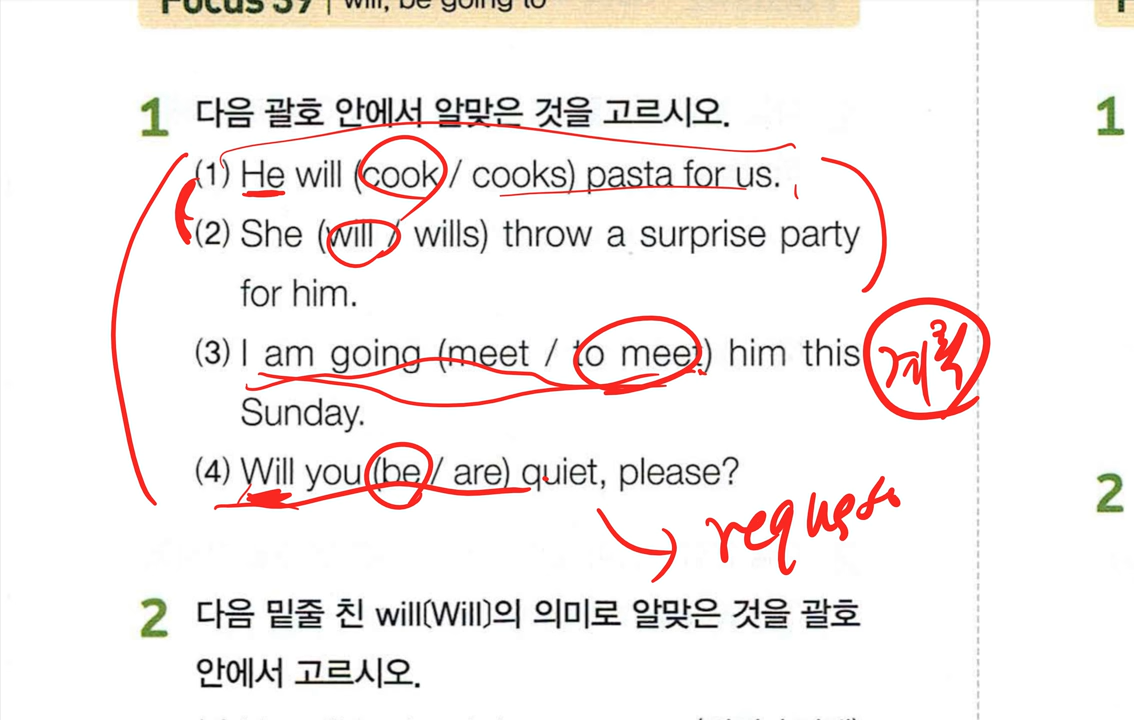 Focus 39 | will, be going to
1 다음 괄호 안에서 알맞은 것을 고르시오.
(1) He will (cook / cooks) pasta for us.
(2) She (will / wills) throw a surprise party
for him.
(3) I am going (meet / to meet) him this
계획
Sunday.
(4) Will you (be / are) quiet, please?
request
2 다음 밑줄 친 will(Will)의 의미로 알맞은 것을 괄호
안에서 고르시오.
1
2